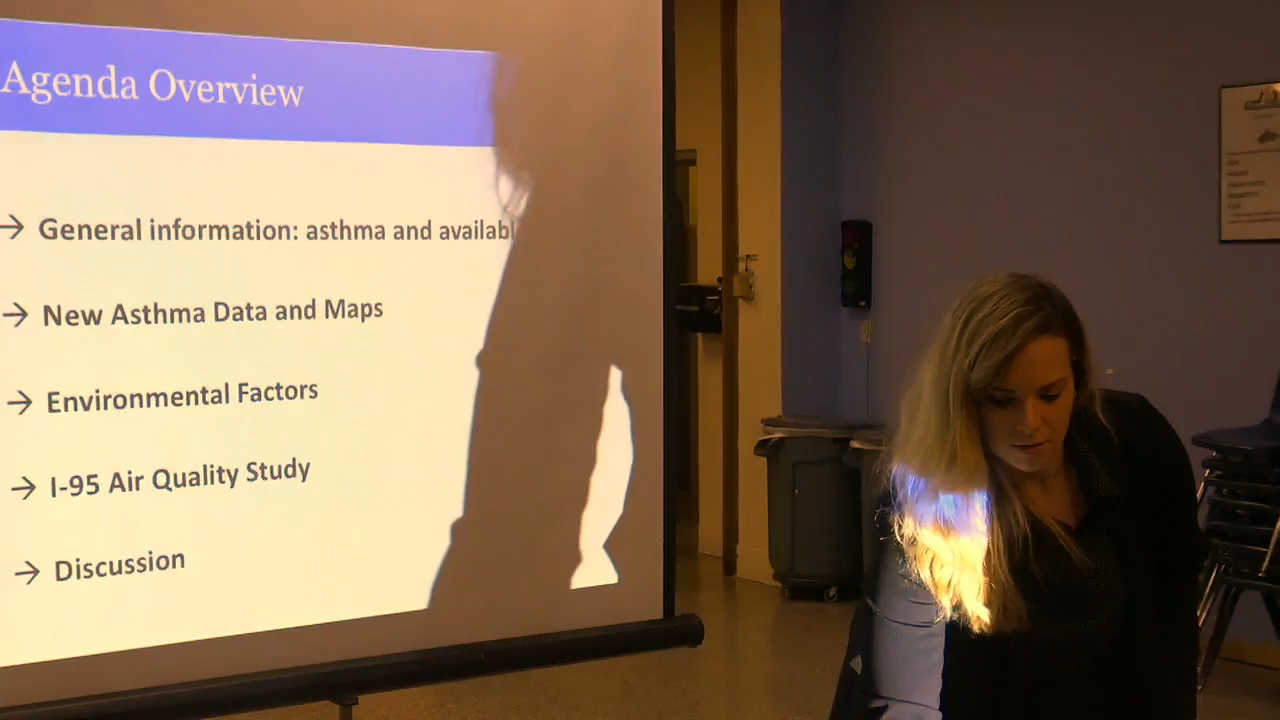 Agenda Overview
→ General information: asthma and availabl
→ New Asthma Data and Maps
→ Environmental Factors
→ I-95 Air Quality Study
→ Discussion